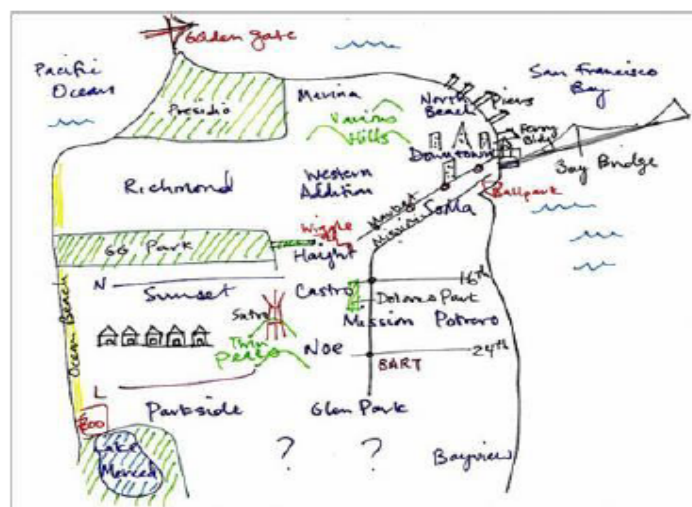 Golden Gate
Pacific
Ocean
Presidio
Marina
Various
Hills
North
Beach
Piers
San Francisco
Bay
Ferry
Bldg
Downtown
Bay Bridge
Richmond
Western
Addition
Market
Mission
SoMa
Ballpark
GG Park
Wiggle
Haight
N
Sunset
Castro
16th
Dolores Park
Ocean Beach
Sutro
Mission
Potrero
Twin
Peaks
Noe
BART
24th
L
Zoo
Parkside
Glen Park
Lake
Merced
?
?
Bayview